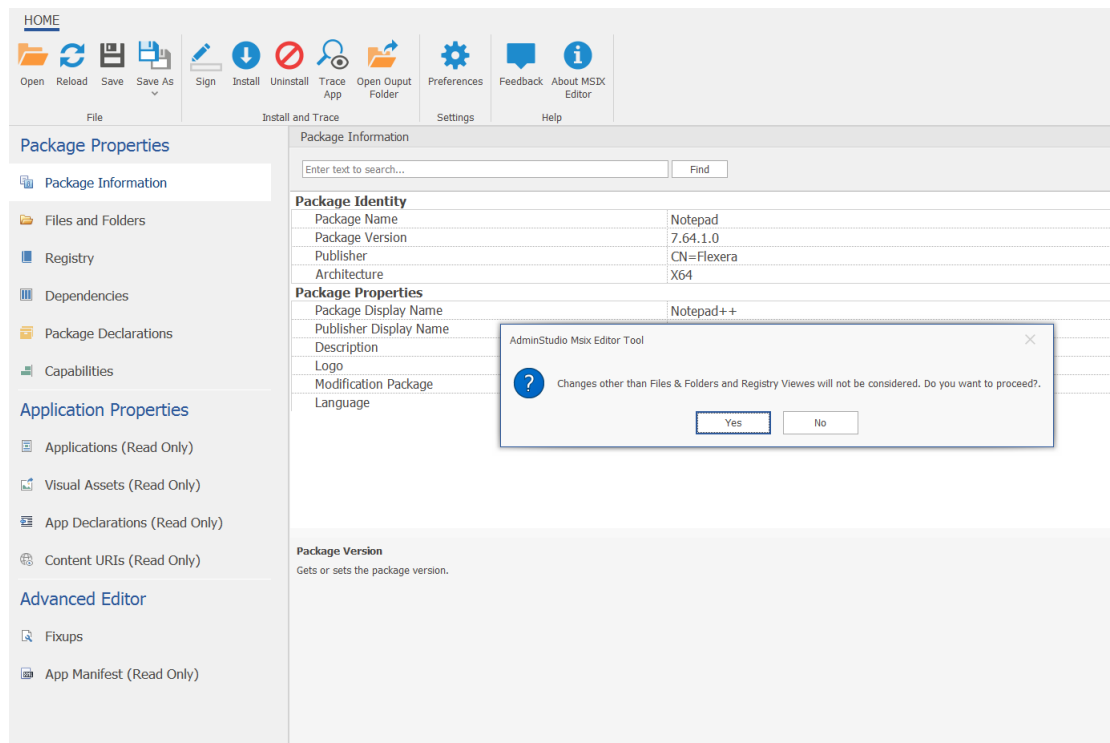 HOME
Open
Reload
Save
Save As
Sign
Install
Uninstall
Trace App
Open Ouput Folder
Preferences
Feedback
About MSIX Editor
File
Install and Trace
Settings
Help
Package Properties
Package Information
Files and Folders
Registry
Dependencies
Package Declarations
Capabilities
Application Properties
Applications (Read Only)
Visual Assets (Read Only)
App Declarations (Read Only)
Content URIs (Read Only)
Advanced Editor
Fixups
App Manifest (Read Only)
Package Information
Enter text to search...
Find
Package Identity
Package Name Notepad
Package Version 7.64.1.0
Publisher CN=Flexera
Architecture X64
Package Properties
Package Display Name Notepad++
Publisher Display Name
Description
Logo
Modification Package
Language
AdminStudio Msix Editor Tool
Changes other than Files & Folders and Registry Viewes will not be considered. Do you want to proceed?.
Yes
No
Package Version
Gets or sets the package version.